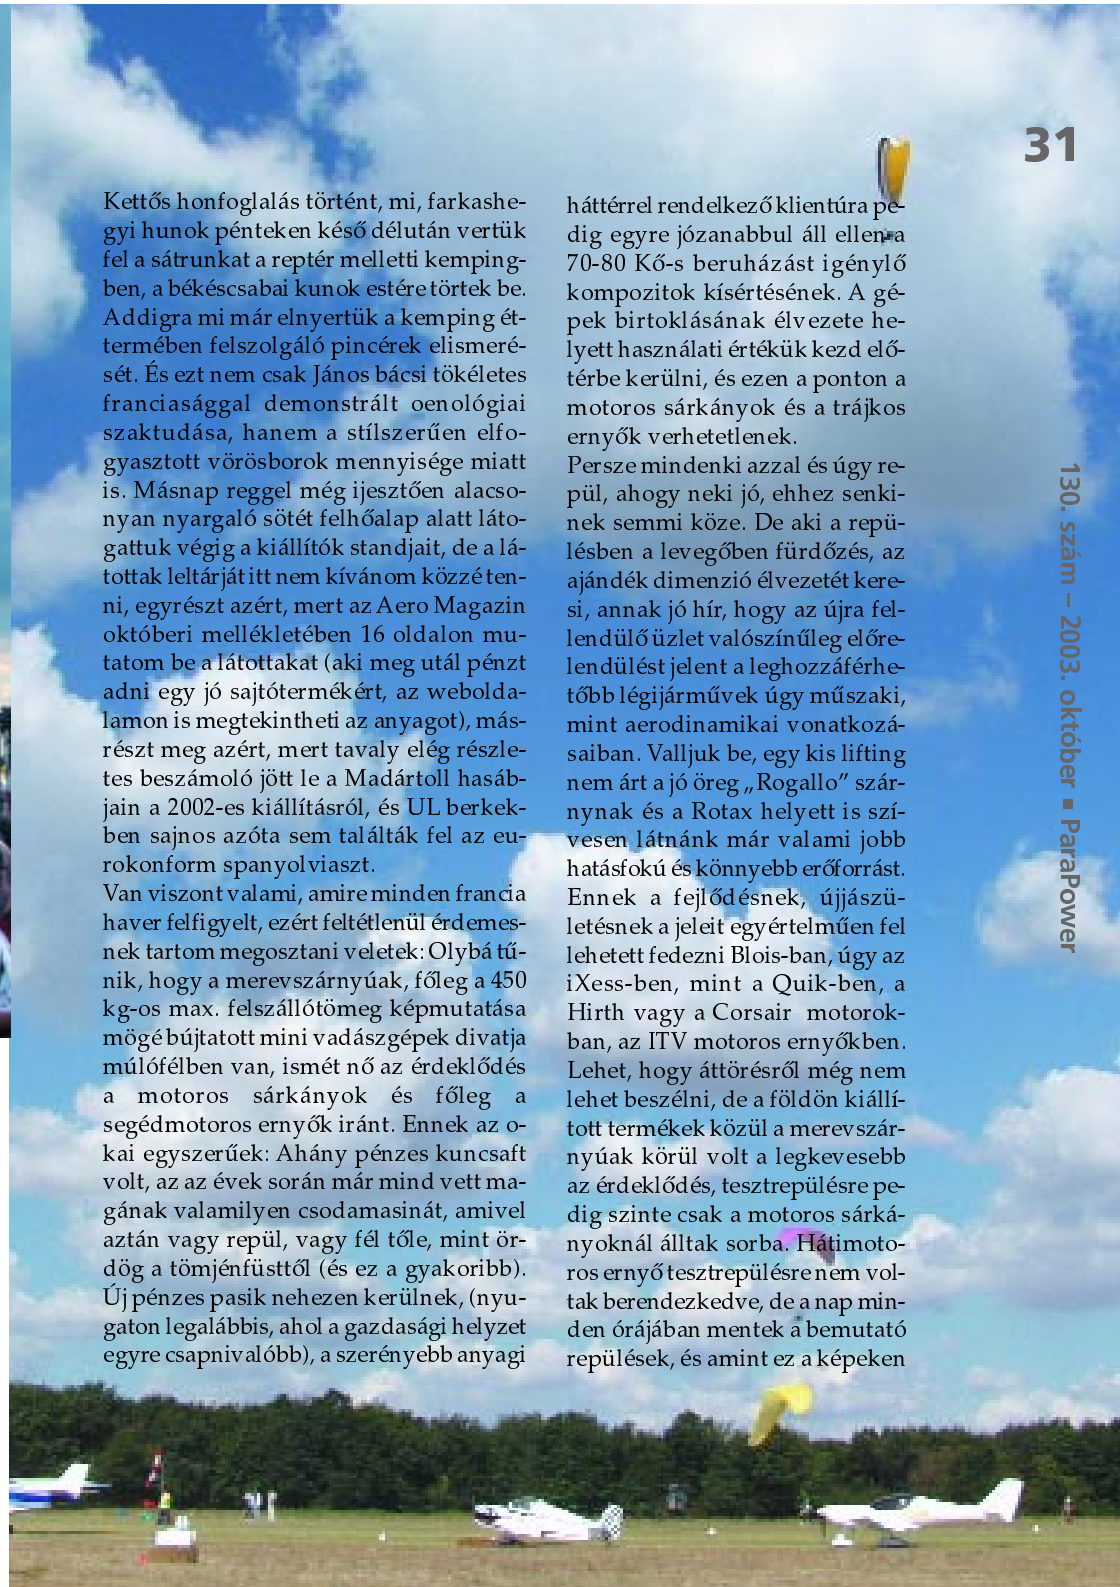 31
Kettős honfoglalás történt, mi, farkashe-
gyi hunok pénteken késő délután vertük
fel a sátrunkat a reptér melletti kemping-
ben, a békéscsabai kunok estére törtek be.
Addigra mi már elnyertük a kemping ét-
termében felszolgáló pincérek elismeré-
sét. És ezt nem csak János bácsi tökéletes
franciasággal demonstrált oenológiai
szaktudása, hanem a stílszerűen elfo-
gyasztott vörösborok mennyisége miatt
is. Másnap reggel még ijesztően alacso-
nyan nyargaló sötét felhőalap alatt láto-
gattuk végig a kiállítók standjait, de a lá-
tottak leltárját itt nem kívánom közzé ten-
ni, egyrészt azért, mert az Aero Magazin
októberi mellékletében 16 oldalon mu-
tatom be a látottakat (aki meg utál pénzt
adni egy jó sajtótermékért, az webolda-
lamon is megtekintheti az anyagot), más-
részt meg azért, mert tavaly elég részle-
tes beszámoló jött le a Madártoll hasáb-
jain a 2002-es kiállításról, és UL berkek-
ben sajnos azóta sem találták fel az eu-
rokonform spanyolviaszt.
Van viszont valami, amire minden francia
haver felfigyelt, ezért feltétlenül érdemes-
nek tartom megosztani veletek: Olybá tű-
nik, hogy a merevszárnyúak, főleg a 450
kg-os max. felszállótömeg képmutatása
mögé bújtatott mini vadászgépek divatja
múlófélben van, ismét nő az érdeklődés
a motoros sárkányok és főleg a
segédmotoros ernyők iránt. Ennek az o-
kai egyszerűek: Ahány pénzes kuncsaft
volt, az az évek során már mind vett ma-
gának valamilyen csodamasinát, amivel
aztán vagy repül, vagy fél tőle, mint ör-
dög a tömjénfüsttől (és ez a gyakoribb).
Új pénzes pasik nehezen kerülnek, (nyu-
gaton legalábbis, ahol a gazdasági helyzet
egyre csapnivalóbb), a szerényebb anyagi
háttérrel rendelkező klientúra pe-
dig egyre józanabbul áll ellen a
70-80 Kő-s beruházást igénylő
kompozitok kísértésének. A gé-
pek birtoklásának élvezete he-
lyett használati értékük kezd elő-
térbe kerülni, és ezen a ponton a
motoros sárkányok és a trájkos
ernyők verhetetlenek.
Persze mindenki azzal és úgy re-
pül, ahogy neki jó, ehhez senki-
nek semmi köze. De aki a repü-
lésben a levegőben fürdőzés, az
ajándék dimenzió élvezetét kere-
si, annak jó hír, hogy az újra fel-
lendülő üzlet valószínűleg előre-
lendülést jelent a leghozzáférhe-
tőbb légijárművek úgy műszaki,
mint aerodinamikai vonatkozá-
saiban. Valljuk be, egy kis lifting
nem árt a jó öreg „Rogallo” szár-
nynak és a Rotax helyett is szí-
vesen látnánk már valami jobb
hatásfokú és könnyebb erőforrást.
Ennek a fejlődésnek, újjászü-
letésnek a jeleit egyértelműen fel
lehetett fedezni Blois-ban, úgy az
iXess-ben, mint a Quik-ben, a
Hirth vagy a Corsair motorok-
ban, az ITV motoros ernyőkben.
Lehet, hogy áttörésről még nem
lehet beszélni, de a földön kiállí-
tott termékek közül a merevszár-
nyúak körül volt a legkevesebb
az érdeklődés, tesztrepülésre pe-
dig szinte csak a motoros sárká-
nyoknál álltak sorba. Hátimoto-
ros ernyő tesztrepülésre nem vol-
tak berendezkedve, de a nap min-
den órájában mentek a bemutató
repülések, és amint ez a képeken
130. szám – 2003. október ■ ParaPower